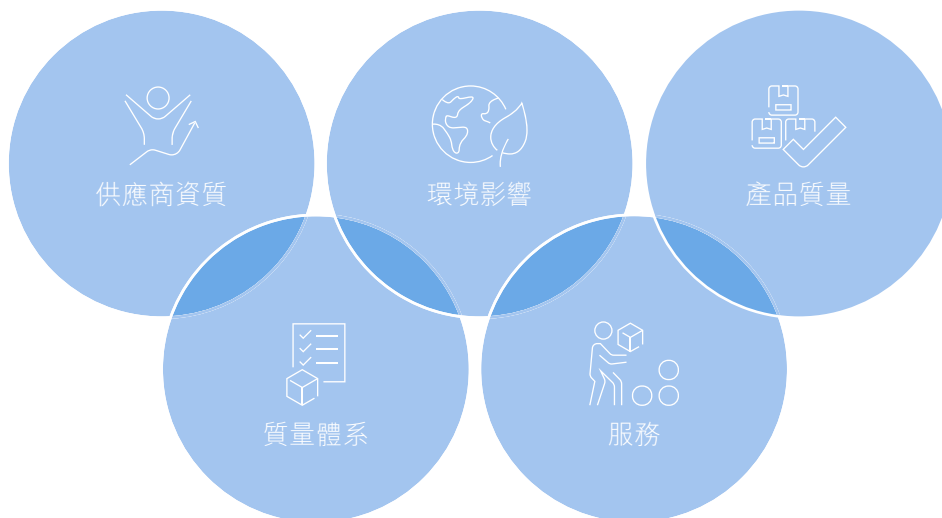 供應商資質
環境影響
產品質量
質量體系
服務